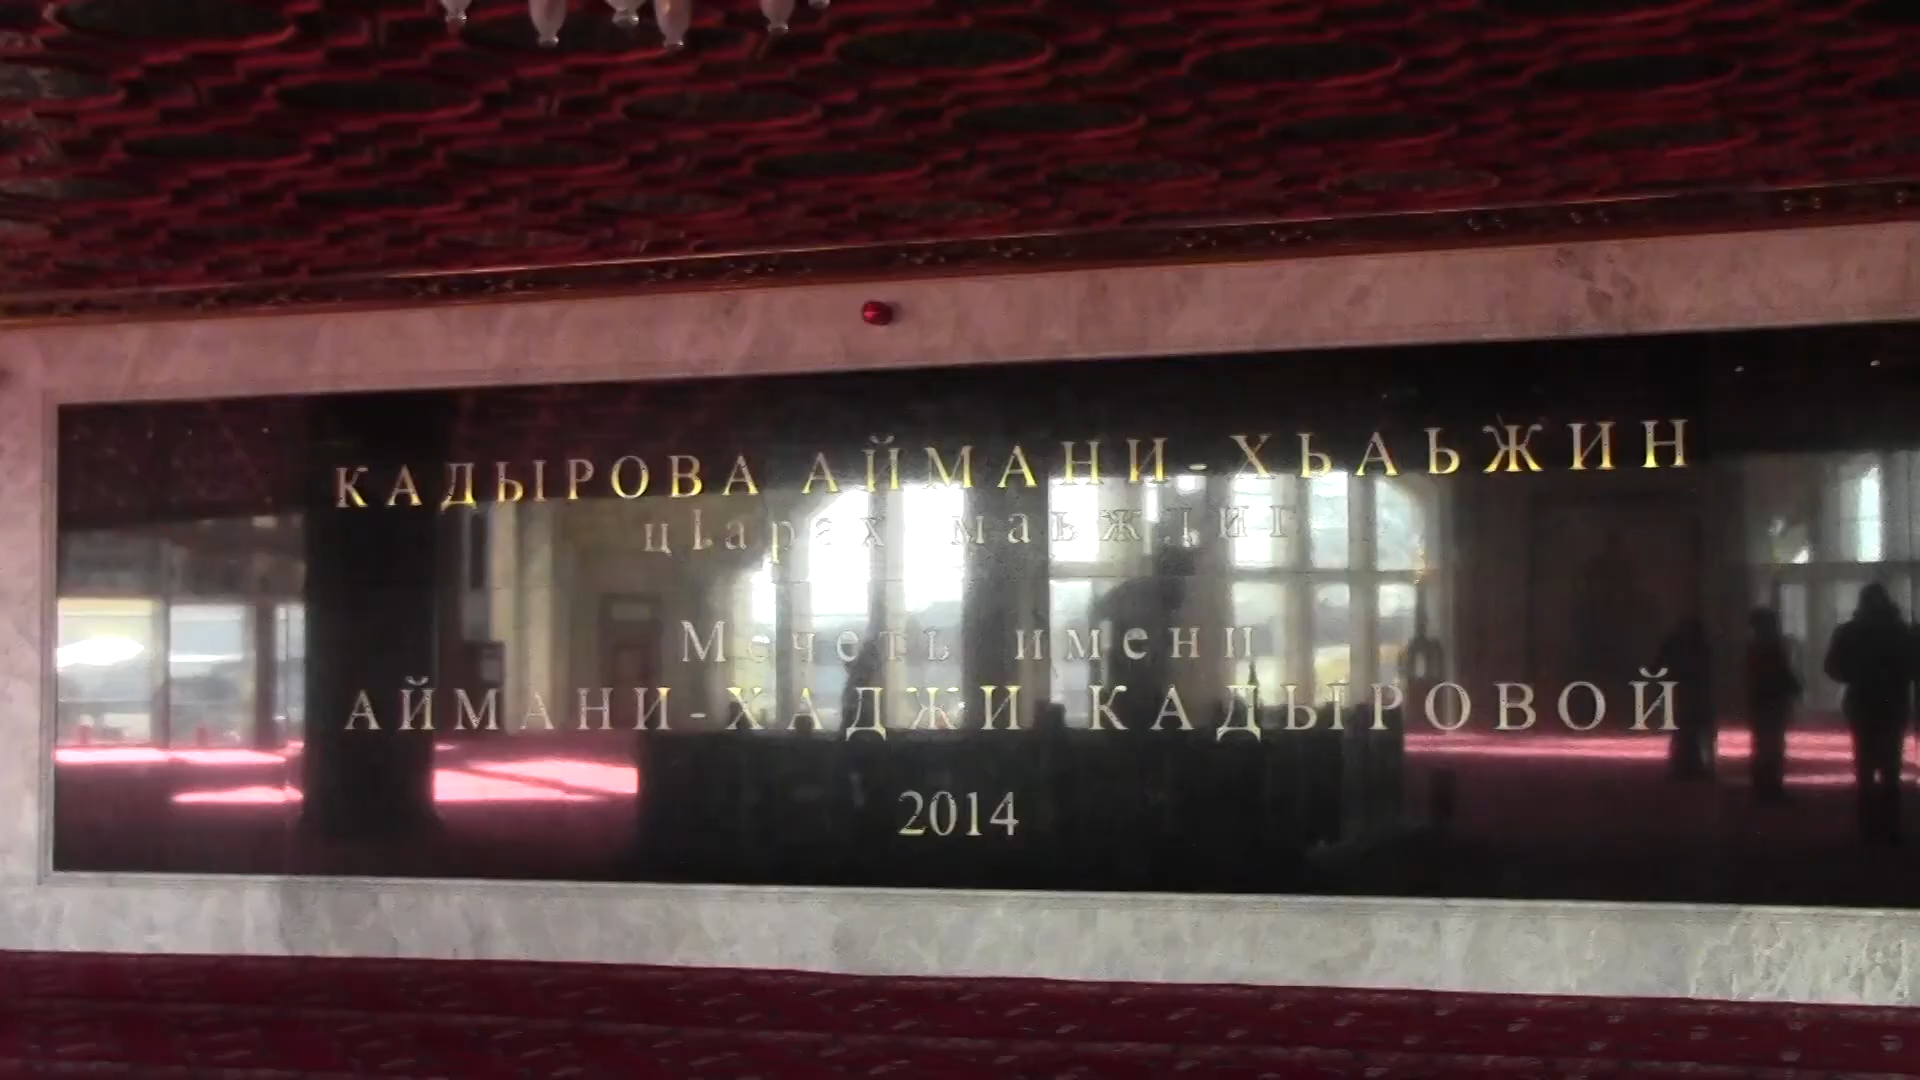 КАДЫРОВА АЙМАНИ-ХЬАЬЖИН
цӀарах маьждиг
Мечеть имени
АЙМАНИ-ХАДЖИ КАДЫРОВОЙ
2014